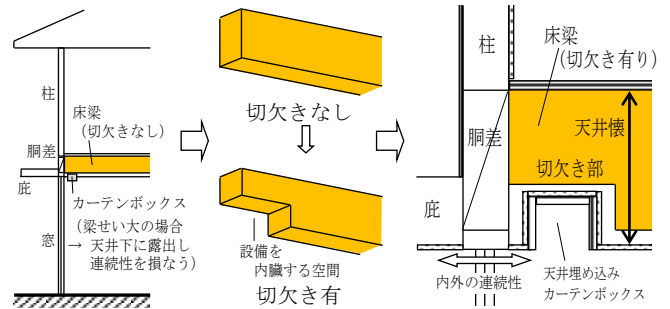 柱
床梁
(切欠きなし)
胴差
庇
カーテンボックス
(梁せい大の場合
→ 天井下に露出し
連続性を損なう)
窓
切欠きなし
設備を
内臓する空間
切欠き有
柱
床梁
(切欠き有り)
天井懐
胴差
切欠き部
庇
内外の連続性
天井埋め込み
カーテンボックス